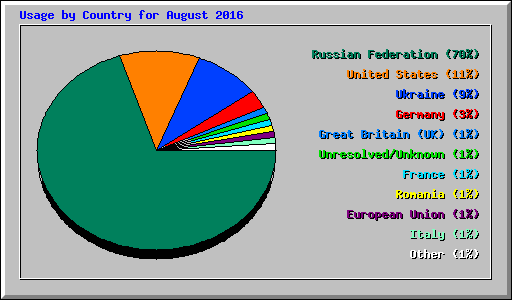 Usage by Country for August 2016
Russian Federation (70%)
United States (11%)
Ukraine (9%)
Germany (3%)
Great Britain (UK) (1%)
Unresolved/Unknown (1%)
France (1%)
Romania (1%)
European Union (1%)
Italy (1%)
Other (1%)